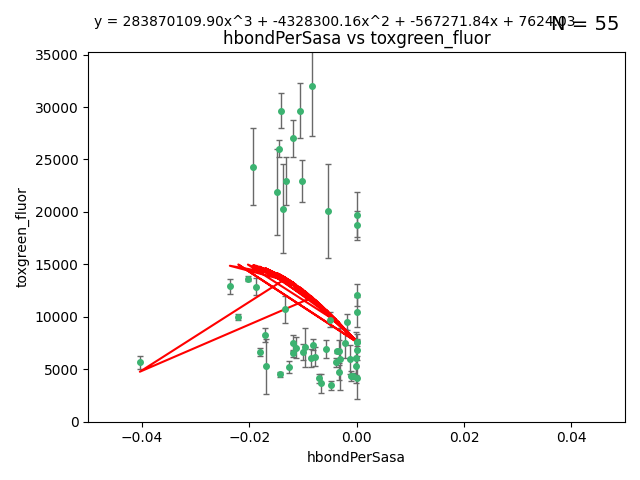 y = 283870109.90x^3 + -4328300.16x^2 + -567271.84x + 7624.03
N = 55
hbondPerSasa vs toxgreen_fluor
35000
30000
25000
20000
15000
10000
5000
0
toxgreen_fluor
−0.04
−0.02
0.00
0.02
0.04
hbondPerSasa